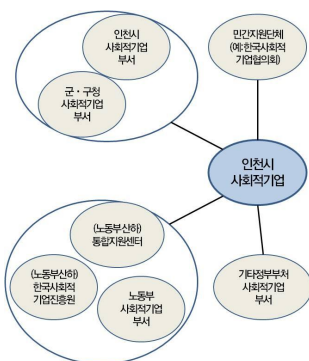 인천시
사회적기업
부서
군·구청
사회적기업
부서
민간지원단체
(예:한국사회적
기업협의회)
인천시
사회적기업
(노동부산하)
통합지원센터
(노동부산하)
한국사회적
기업진흥원
노동부
사회적기업
부서
기타정부부처
사회적기업
부서